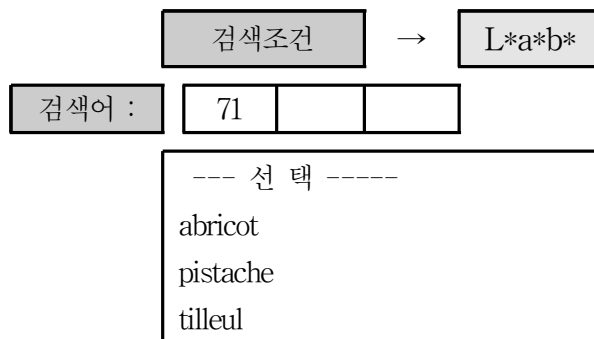 검색조건 → L*a*b*
검색어 : 71
--- 선 택 -----
abricot
pistache
tilleul